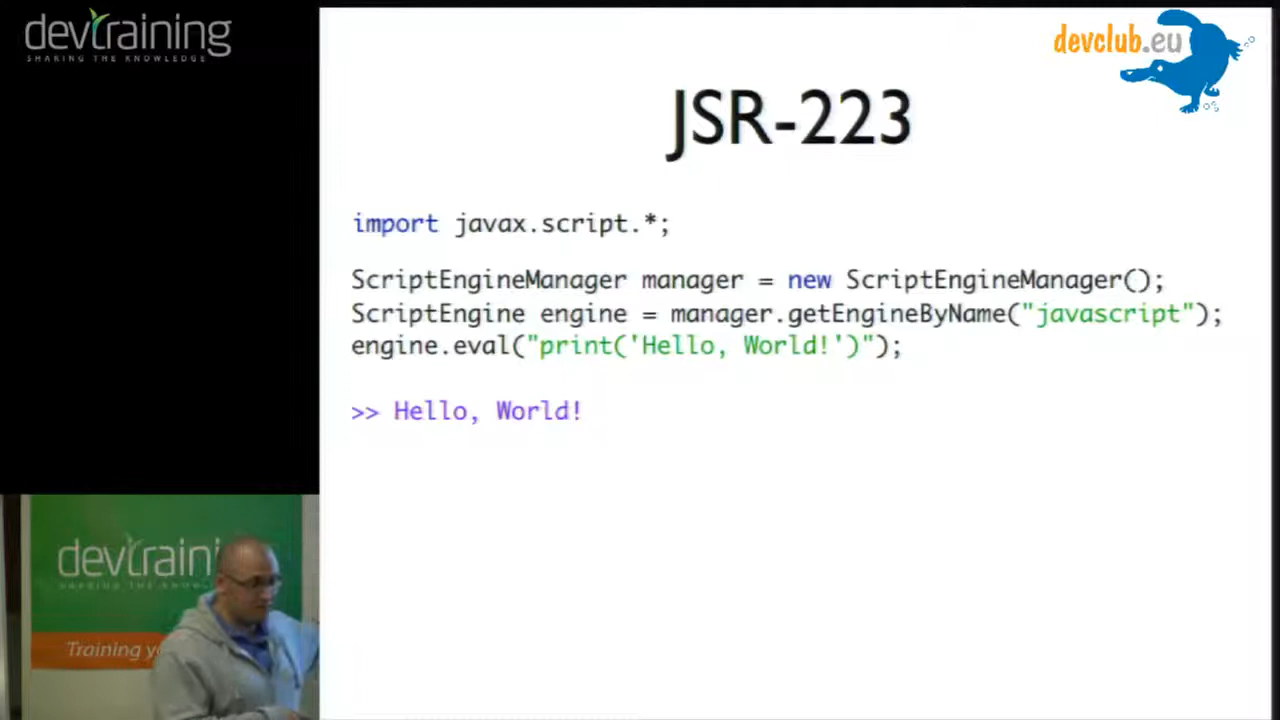 devtraining
SHARING THE KNOWLEDGE
devclub.eu
JSR-223
import javax.script.*;
ScriptEngineManager manager = new ScriptEngineManager();
ScriptEngine engine = manager.getEngineByName("javascript");
engine.eval("print('Hello, World!')");
>> Hello, World!
devtraini
Training